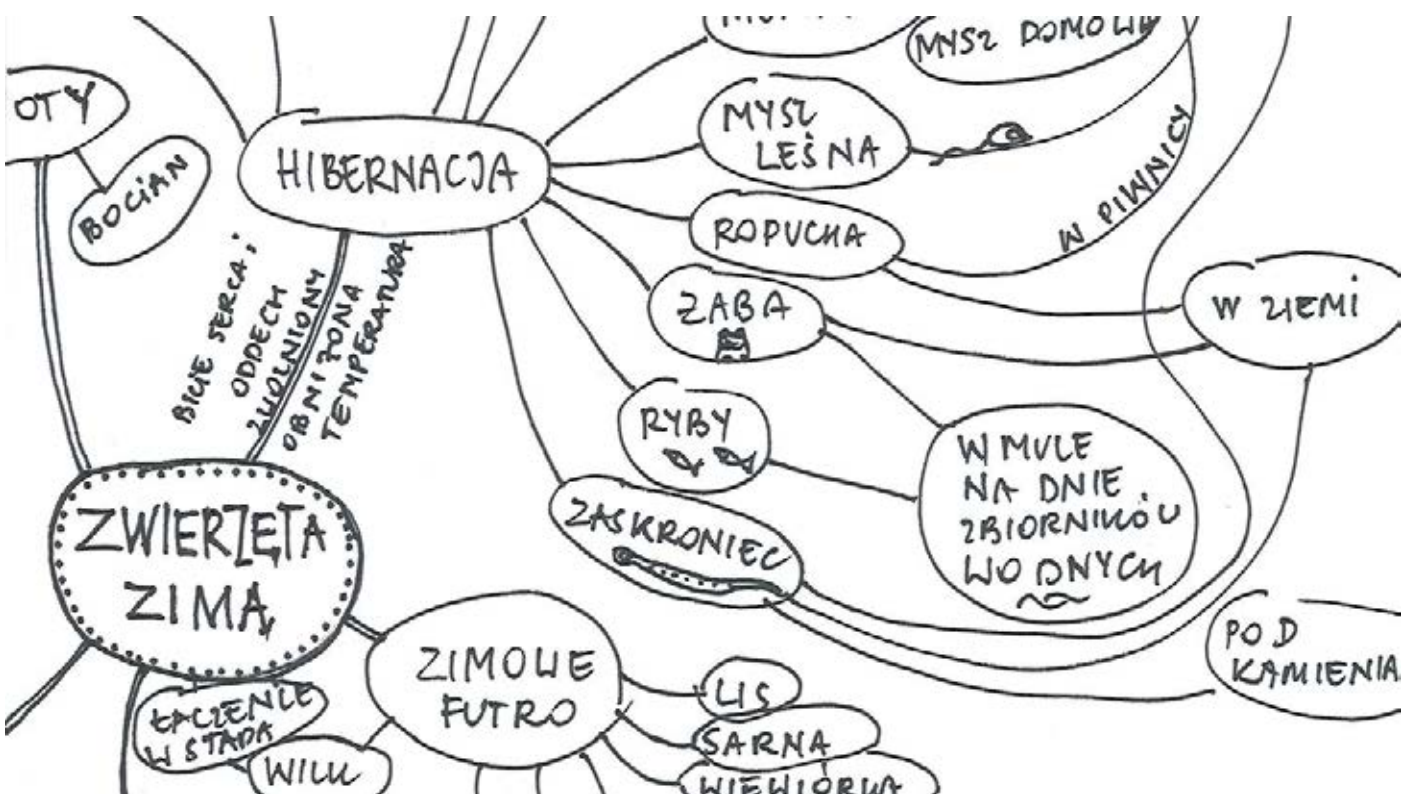 MYSZ DOMOWA
OTY
BOCIAN
HIBERNACJA
MYSZ
LEŚNA
ROPUCHA
W PIWNICY
ŻABA
W ZIEMI
BICIE SERCA i
ODDECH
ZWOLNIONY
OBNIŻONA
TEMPERATURA
RYBY
W MULE
NA DNIE
ZBIORNIKÓW
WODNYCH
ZASKRONIEC
ZWIERZĘTA
ZIMĄ
POD
KAMIENIA
ZIMOWE
FUTRO
LIS
SARNA
WIEWIÓRKA
ŁĄCZENIE
W STADA
WILK